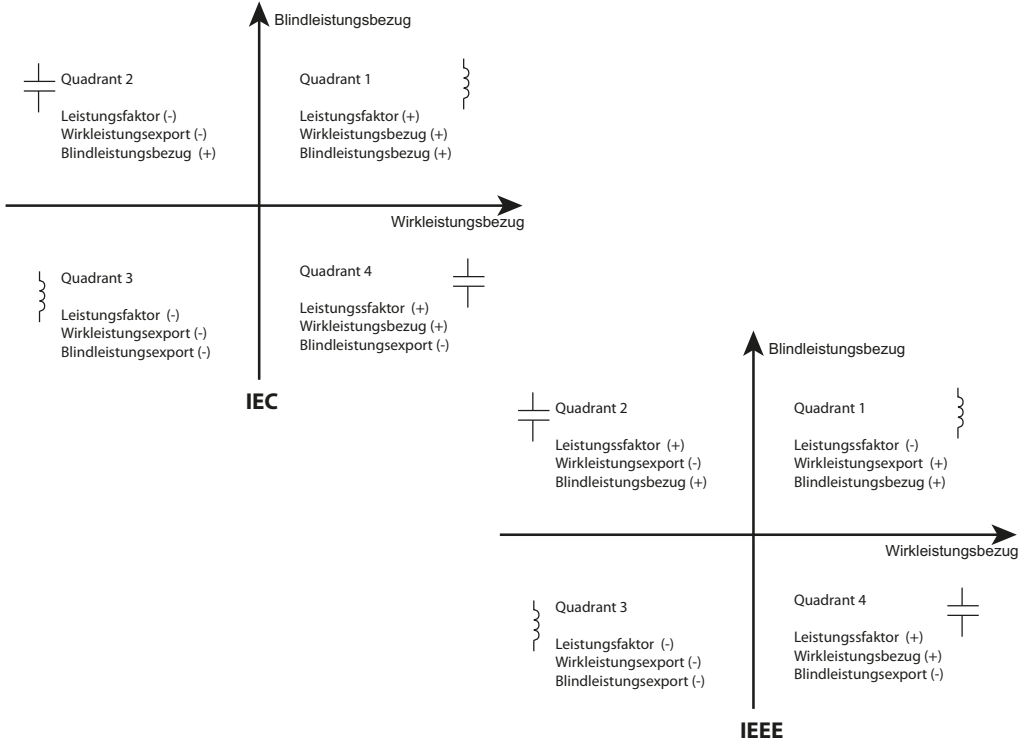 Blindleistungsbezug
Quadrant 2
Leistungsfaktor (-)
Wirkleistungsexport (-)
Blindleistungsbezug (+)
Quadrant 1
Leistungsfaktor (+)
Wirkleistungsbezug (+)
Blindleistungsbezug (+)
Wirkleistungsbezug
Quadrant 3
Leistungsfaktor (-)
Wirkleistungsexport (-)
Blindleistungsexport (-)
Quadrant 4
Leistungssfaktor (+)
Wirkleistungsbezug (+)
Blindleistungsexport (-)
IEC
Blindleistungsbezug
Quadrant 2
Leistungssfaktor (+)
Wirkleistungsexport (-)
Blindleistungsbezug (+)
Quadrant 1
Leistungsfaktor (-)
Wirkleistungsexport (+)
Blindleistungsbezug (+)
Wirkleistungsbezug
Quadrant 3
Leistungsfaktor (-)
Wirkleistungsexport (-)
Blindleistungsexport (-)
Quadrant 4
Leistungssfaktor (+)
Wirkleistungsbezug (+)
Blindleistungsexport (-)
IEEE